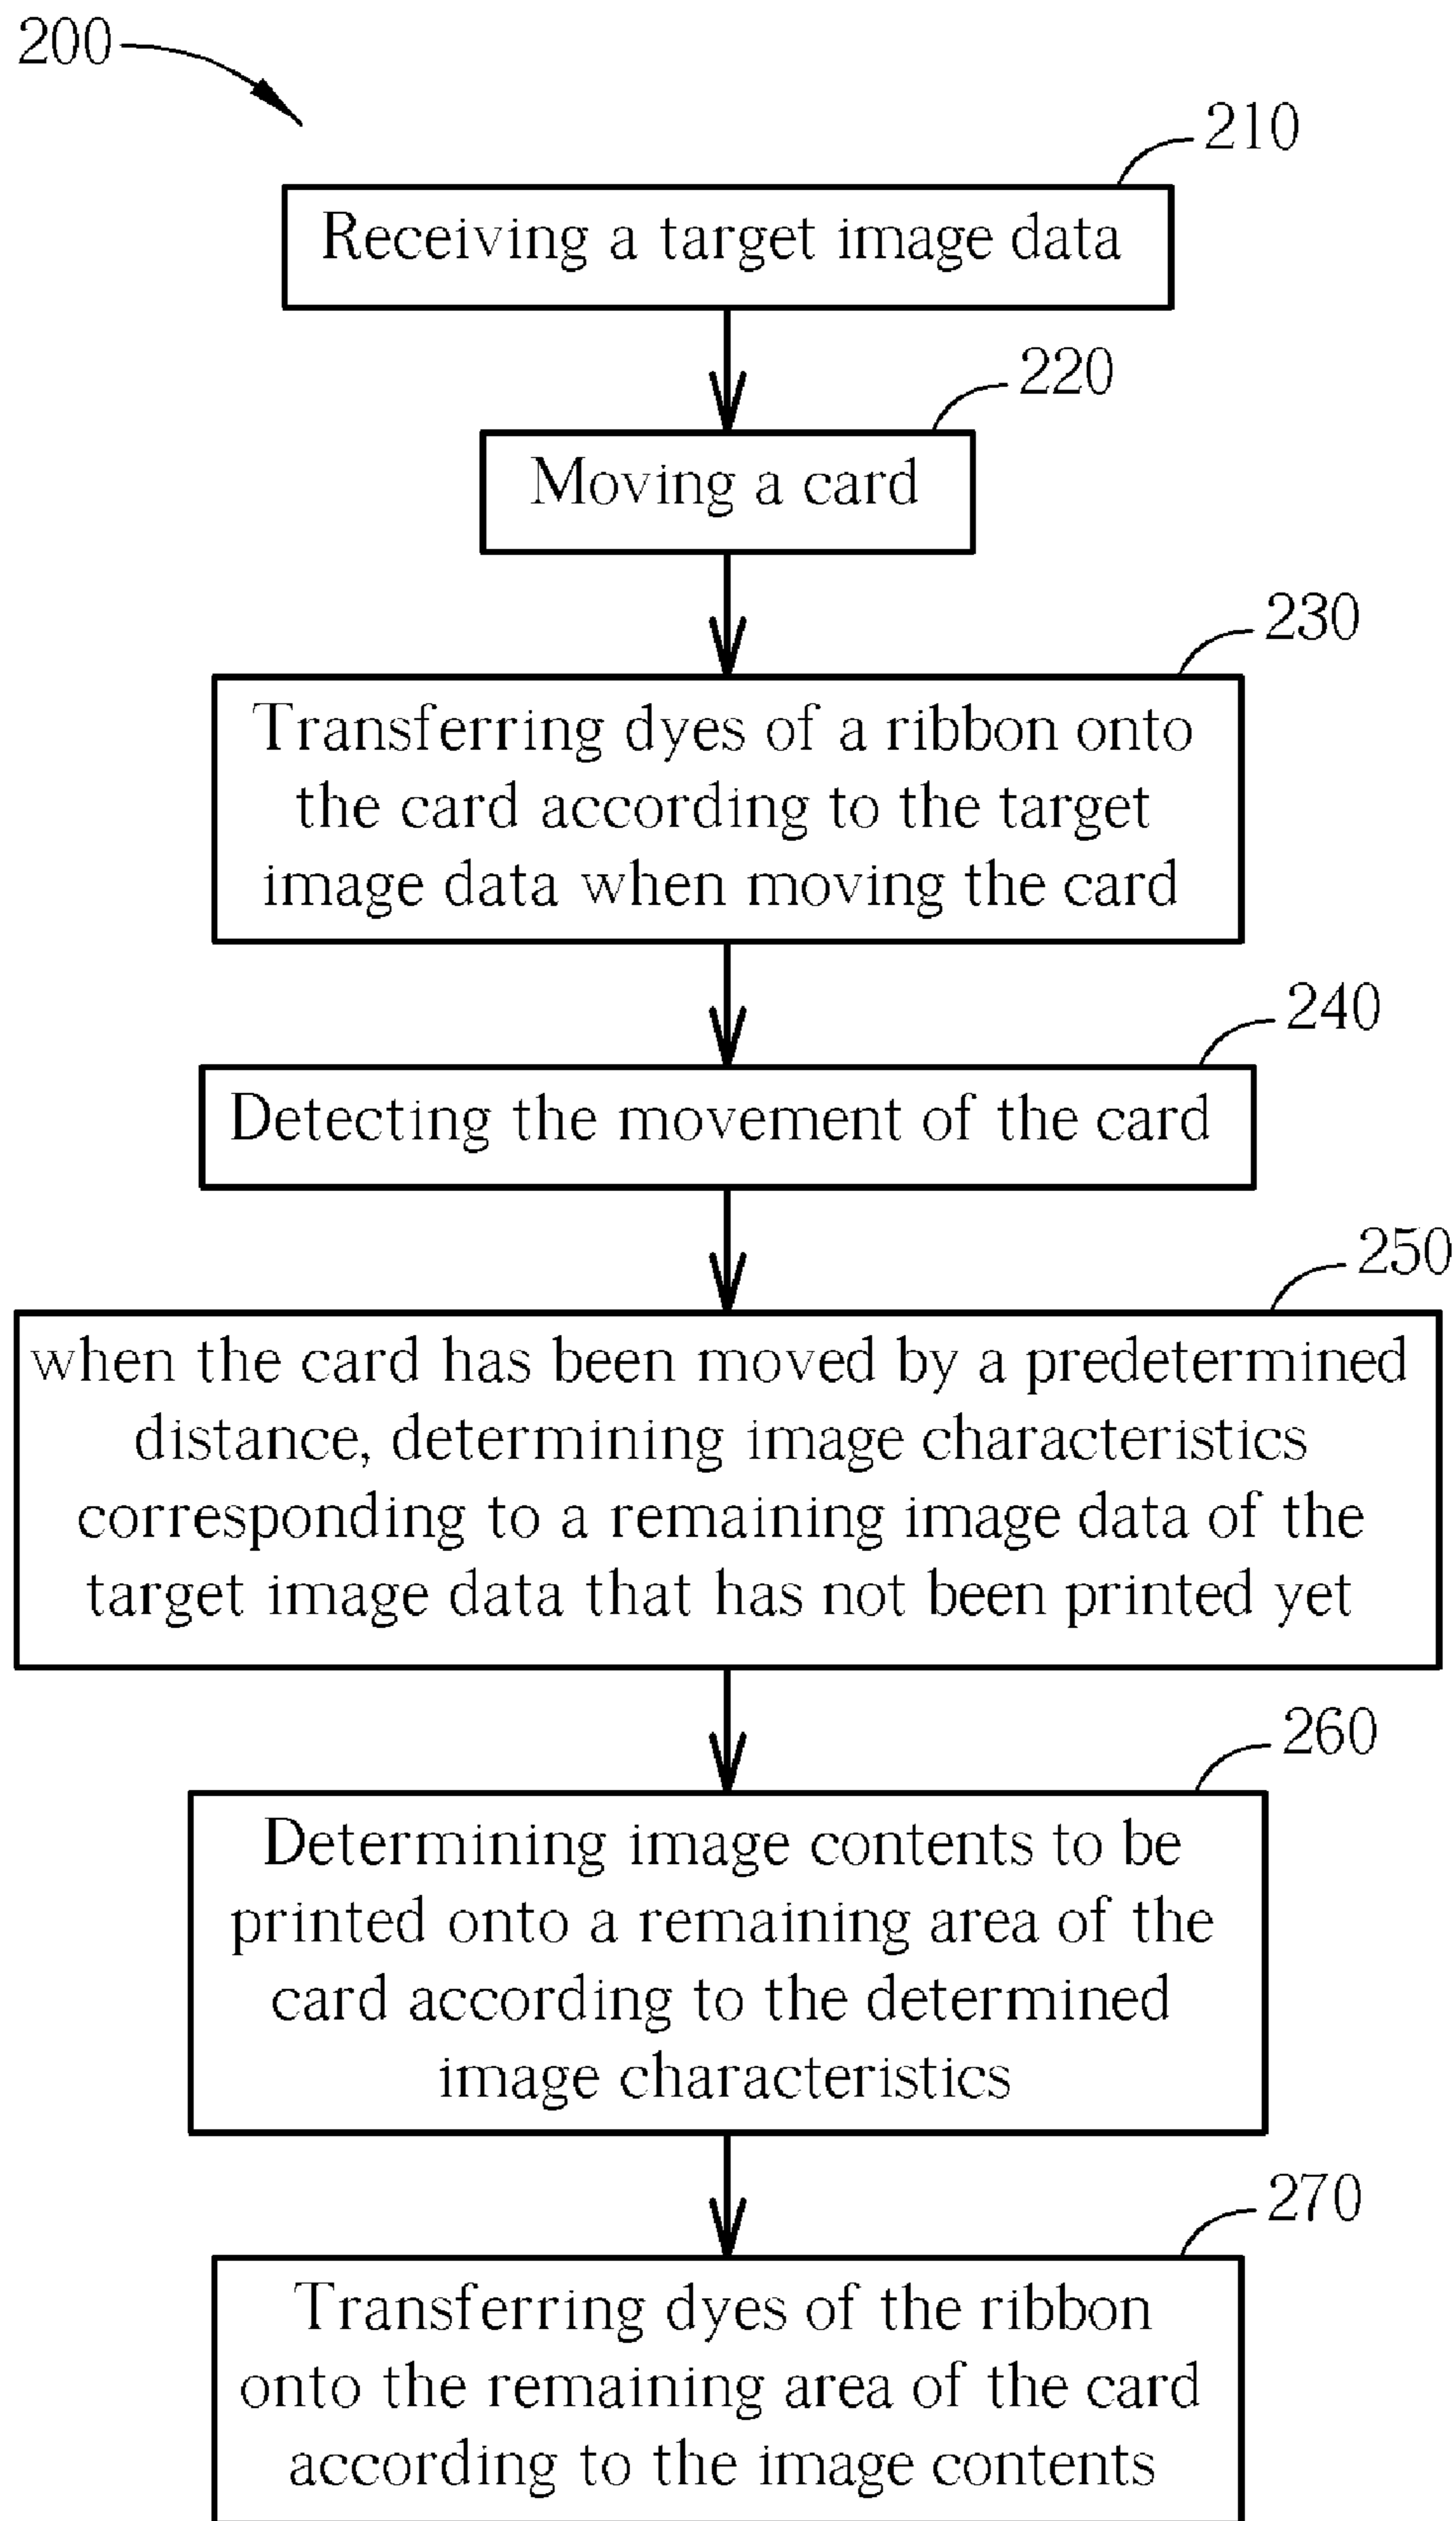 200
210
Receiving a target image data
220
Moving a card
230
Transferring dyes of a ribbon onto
the card according to the target
image data when moving the card
240
Detecting the movement of the card
250
when the card has been moved by a predetermined
distance, determining image characteristics
corresponding to a remaining image data of the
target image data that has not been printed yet
260
Determining image contents to be
printed onto a remaining area of the
card according to the determined
image characteristics
270
Transferring dyes of the ribbon
onto the remaining area of the card
according to the image contents